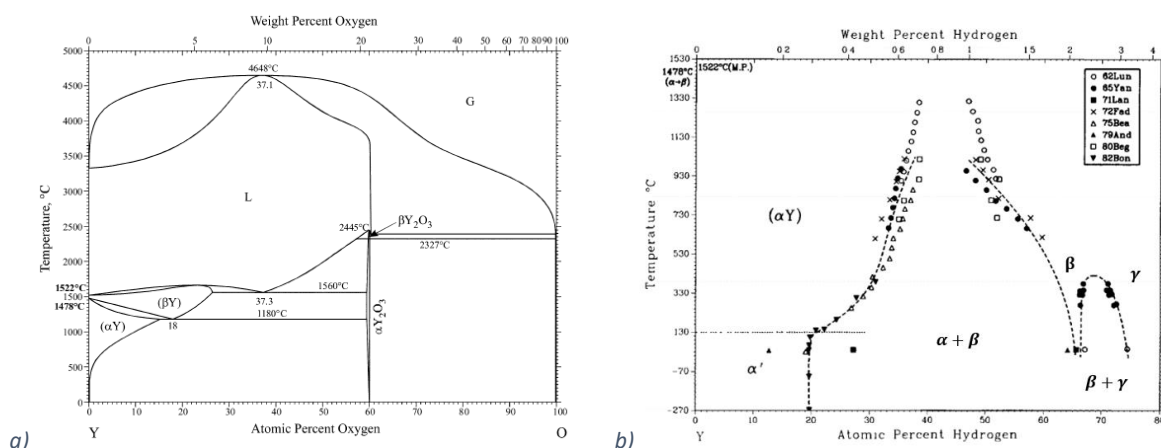 Weight Percent Oxygen
0 5 10 20 30 40 50 60 70 80 90 100
5000
4500
4000
3500
3000
2500
2000
1500
1000
500
0
Temperature, °C
4648°C
37.1
G
L
2445°C
βY₂O₃
2327°C
1522°C
1478°C
(βY)
1560°C
37.3
1180°C
18
(αY)
αY₂O₃
0 10 20 30 40 50 60 70 80 90 100
Y Atomic Percent Oxygen O
a)
Weight Percent Hydrogen
0 0.2 0.4 0.6 0.8 1 1.5 2 3 4
1530
1478°C
(α→β)
1522°C(M.P.)
1330
1130
930
730
530
330
130
-70
-270
Temperature °C
62Lun
65Yan
71Lan
72Fad
75Bea
79And
80Beg
82Bon
(αY)
β
γ
α + β
α'
β + γ
0 10 20 30 40 50 60 70 80
Y Atomic Percent Hydrogen
b)